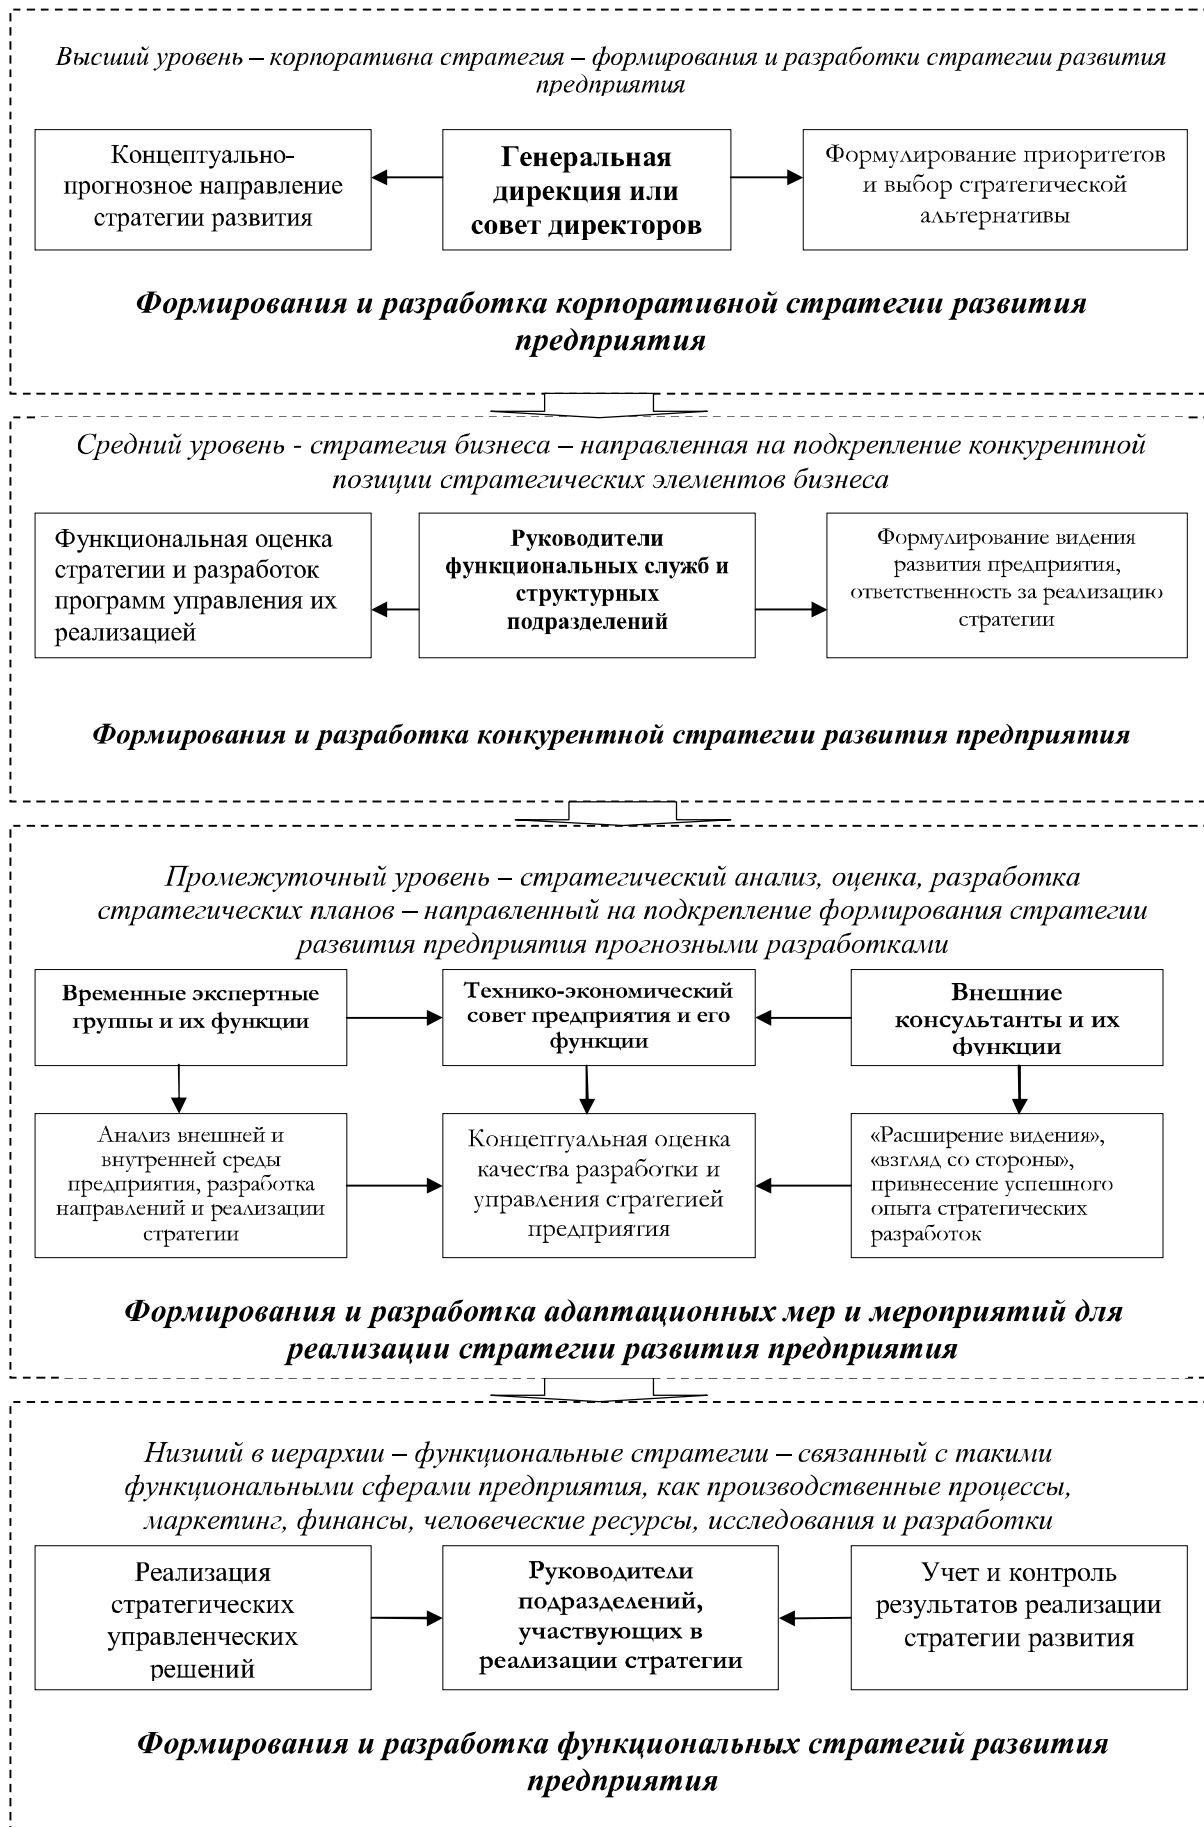 Высший уровень – корпоративна стратегия – формирования и разработки стратегии развития
предприятия
Концептуально-
прогнозное направление
стратегии развития
Генеральная
дирекция или
совет директоров
Формулирование приоритетов
и выбор стратегической
альтернативы
Формирования и разработка корпоративной стратегии развития
предприятия
Средний уровень - стратегия бизнеса – направленная на подкрепление конкурентной
позиции стратегических элементов бизнеса
Функциональная оценка
стратегии и разработок
программ управления их
реализацией
Руководители
функциональных служб и
структурных
подразделений
Формулирование видения
развития предприятия,
ответственность за реализацию
стратегии
Формирования и разработка конкурентной стратегии развития предприятия
Промежуточный уровень – стратегический анализ, оценка, разработка
стратегических планов – направленный на подкрепление формирования стратегии
развития предприятия прогнозными разработками
Временные экспертные
группы и их функции
Технико-экономический
совет предприятия и его
функции
Внешние
консультанты и их
функции
Анализ внешней и
внутренней среды
предприятия, разработка
направлений и реализации
стратегии
Концептуальная оценка
качества разработки и
управления стратегией
предприятия
«Расширение видения»,
«взгляд со стороны»,
привнесение успешного
опыта стратегических
разработок
Формирования и разработка адаптационных мер и мероприятий для
реализации стратегии развития предприятия
Низший в иерархии – функциональные стратегии – связанный с такими
функциональными сферами предприятия, как производственные процессы,
маркетинг, финансы, человеческие ресурсы, исследования и разработки
Реализация
стратегических
управленческих
решений
Руководители
подразделений,
участвующих в
реализации стратегии
Учет и контроль
результатов реализации
стратегии развития
Формирования и разработка функциональных стратегий развития
предприятия